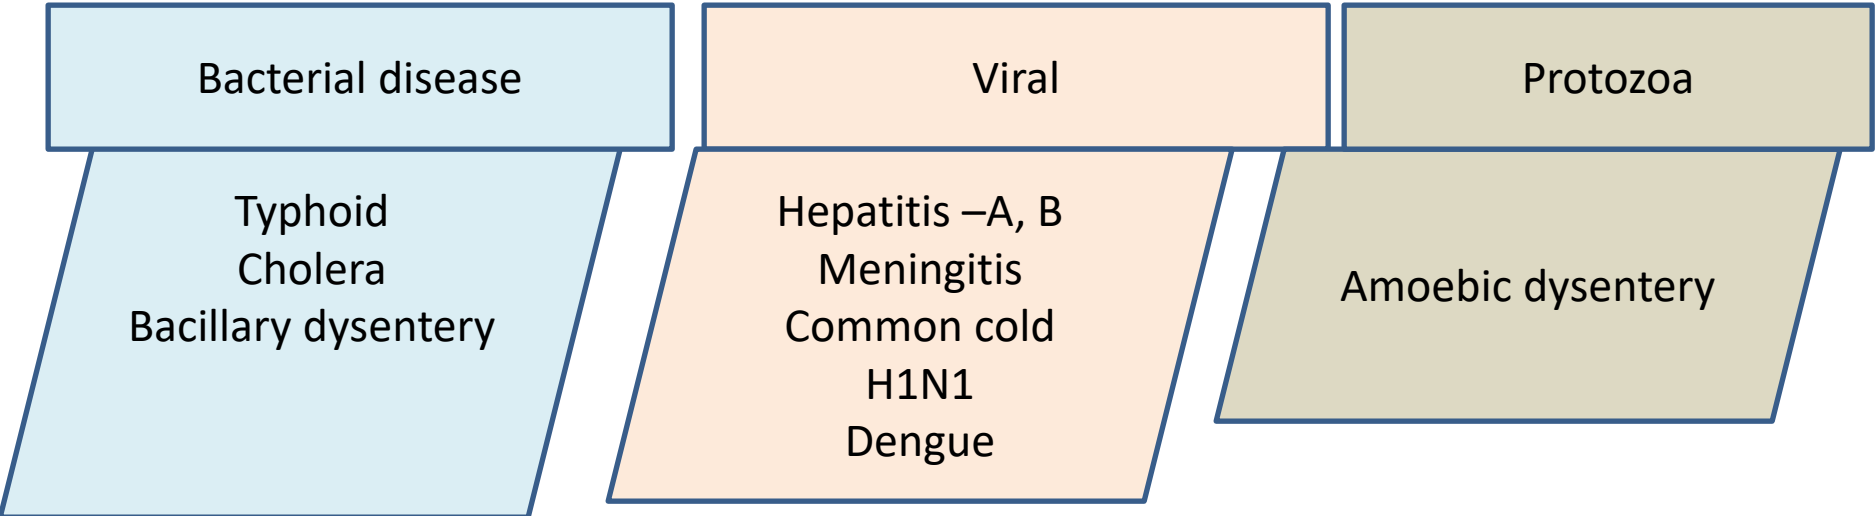 Bacterial disease
Typhoid
Cholera
Bacillary dysentery
Viral
Hepatitis –A, B
Meningitis
Common cold
H1N1
Dengue
Protozoa
Amoebic dysentery